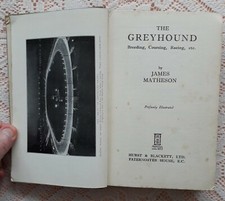 THE
GREYHOUND
Breeding, Coursing, Racing, etc.
by
JAMES
MATHESON
Profusely Illustrated
HURST & BLACKETT, LTD.
PATERNOSTER HOUSE, E.C.